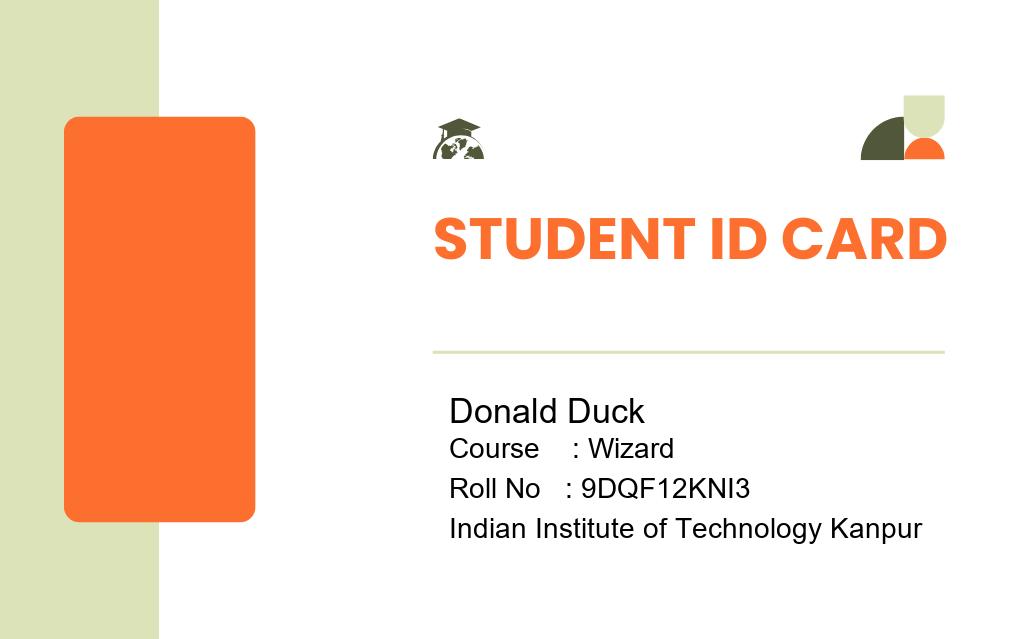 STUDENT ID CARD
Donald Duck
Course : Wizard
Roll No : 9DQF12KNI3
Indian Institute of Technology Kanpur